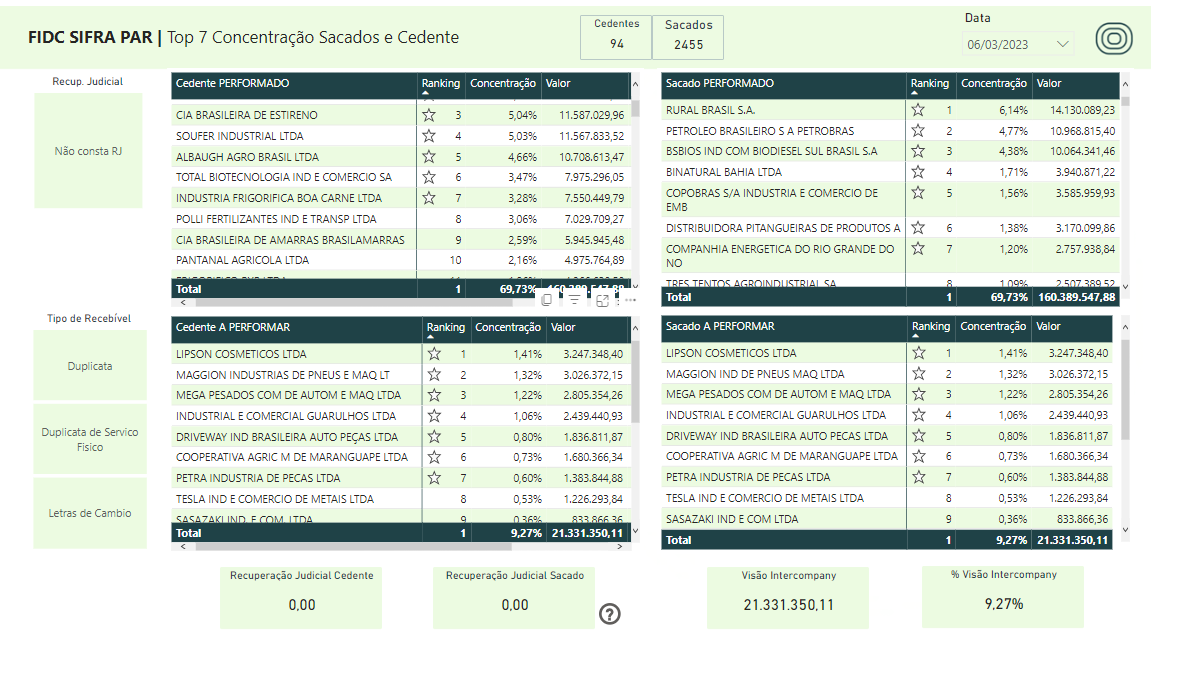 FIDC SIFRA PAR | Top 7 Concentração Sacados e Cedente
Cedentes
94
Sacados
2455
Data
06/03/2023
Recup. Judicial
Não consta RJ
Tipo de Recebível
Duplicata
Duplicata de Servico
Fisico
Letras de Cambio
Cedente PERFORMADO Ranking Concentração Valor
CIA BRASILEIRA DE ESTIRENO 3 5,04% 11.587.029,96
SOUFER INDUSTRIAL LTDA 4 5,03% 11.567.833,52
ALBAUGH AGRO BRASIL LTDA 5 4,66% 10.708.613,47
TOTAL BIOTECNOLOGIA IND E COMERCIO SA 6 3,47% 7.975.296,05
INDUSTRIA FRIGORIFICA BOA CARNE LTDA 7 3,28% 7.550.449,79
POLLI FERTILIZANTES IND E TRANSP LTDA 8 3,06% 7.029.709,27
CIA BRASILEIRA DE AMARRAS BRASILAMARRAS 9 2,59% 5.945.945,48
PANTANAL AGRICOLA LTDA 10 2,16% 4.975.764,89
Total 1 69,73% 160.389.547,88
Sacado PERFORMADO Ranking Concentração Valor
RURAL BRASIL S.A. 1 6,14% 14.130.089,23
PETROLEO BRASILEIRO S A PETROBRAS 2 4,77% 10.968.815,40
BSBIOS IND COM BIODIESEL SUL BRASIL S.A 3 4,38% 10.064.341,46
BINATURAL BAHIA LTDA 4 1,71% 3.940.871,22
COPOBRAS S/A INDUSTRIA E COMERCIO DE 5 1,56% 3.585.959,93
EMB
DISTRIBUIDORA PITANGUEIRAS DE PRODUTOS A 6 1,38% 3.170.099,86
COMPANHIA ENERGETICA DO RIO GRANDE DO 7 1,20% 2.757.938,84
NO
TRES TENTOS AGROINDUSTRIAL SA 8 1,09% 2.507.389,52
Total 1 69,73% 160.389.547,88
Cedente A PERFORMAR Ranking Concentração Valor
LIPSON COSMETICOS LTDA 1 1,41% 3.247.348,40
MAGGION INDUSTRIAS DE PNEUS E MAQ LT 2 1,32% 3.026.372,15
MEGA PESADOS COM DE AUTOM E MAQ LTDA 3 1,22% 2.805.354,26
INDUSTRIAL E COMERCIAL GUARULHOS LTDA 4 1,06% 2.439.440,93
DRIVEWAY IND BRASILEIRA AUTO PEÇAS LTDA 5 0,80% 1.836.811,87
COOPERATIVA AGRIC M DE MARANGUAPE LTDA 6 0,73% 1.680.366,34
PETRA INDUSTRIA DE PECAS LTDA 7 0,60% 1.383.844,88
TESLA IND E COMERCIO DE METAIS LTDA 8 0,53% 1.226.293,84
SASAZAKI IND. E COM. LTDA 9 0,36% 833.866,36
Total 1 9,27% 21.331.350,11
Sacado A PERFORMAR Ranking Concentração Valor
LIPSON COSMETICOS LTDA 1 1,41% 3.247.348,40
MAGGION IND DE PNEUS MAQ LTDA 2 1,32% 3.026.372,15
MEGA PESADOS COM DE AUTOM E MAQ LTDA 3 1,22% 2.805.354,26
INDUSTRIAL E COMERCIAL GUARULHOS LTDA 4 1,06% 2.439.440,93
DRIVEWAY IND BRASILEIRA AUTO PECAS LTDA 5 0,80% 1.836.811,87
COOPERATIVA AGRIC M DE MARANGUAPE LTDA 6 0,73% 1.680.366,34
PETRA INDUSTRIA DE PECAS LTDA 7 0,60% 1.383.844,88
TESLA IND E COMERCIO DE METAIS LTDA 8 0,53% 1.226.293,84
SASAZAKI IND E COM LTDA 9 0,36% 833.866,36
Total 1 9,27% 21.331.350,11
Recuperação Judicial Cedente
0,00
Recuperação Judicial Sacado
0,00
?
Visão Intercompany
21.331.350,11
% Visão Intercompany
9,27%